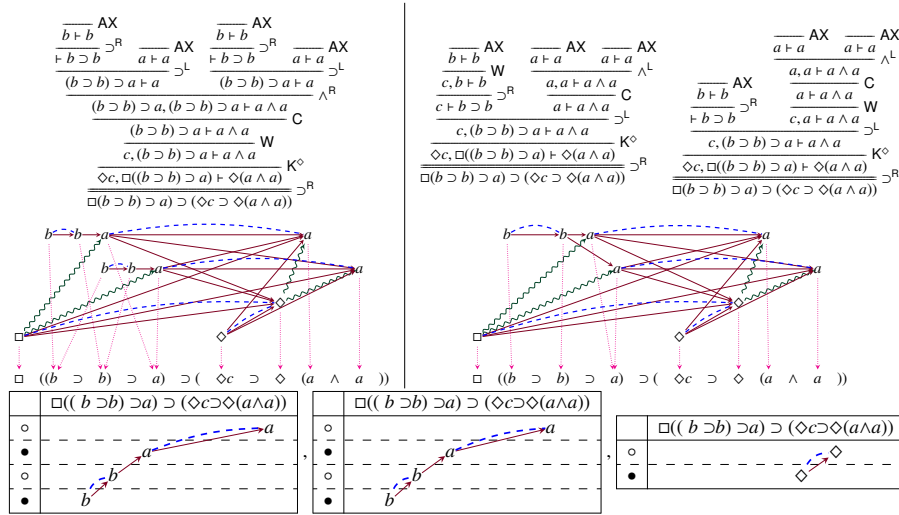 b ⊢ b AX
⊢ b ⊃ b ⊃R
a ⊢ a AX
b ⊢ b AX
⊢ b ⊃ b ⊃R
a ⊢ a AX
(b ⊃ b) ⊃ a ⊢ a ⊃L
(b ⊃ b) ⊃ a ⊢ a ⊃L
(b ⊃ b) ⊃ a, (b ⊃ b) ⊃ a ⊢ a ∧ a ∧R
(b ⊃ b) ⊃ a ⊢ a ∧ a C
c, (b ⊃ b) ⊃ a ⊢ a ∧ a W
◇c, □((b ⊃ b) ⊃ a) ⊢ ◇(a ∧ a) K◇
□(b ⊃ b) ⊃ a) ⊃ (◇c ⊃ ◇(a ∧ a)) ⊃R
b ⊢ b AX
c, b ⊢ b W
c ⊢ b ⊃ b ⊃R
a ⊢ a AX
a ⊢ a AX
a, a ⊢ a ∧ a ∧L
a ⊢ a ∧ a C
c, (b ⊃ b) ⊃ a ⊢ a ∧ a ⊃L
◇c, □((b ⊃ b) ⊃ a) ⊢ ◇(a ∧ a) K◇
□(b ⊃ b) ⊃ a) ⊃ (◇c ⊃ ◇(a ∧ a)) ⊃R
b ⊢ b AX
⊢ b ⊃ b ⊃R
a ⊢ a AX
a ⊢ a AX
a, a ⊢ a ∧ a ∧L
a ⊢ a ∧ a C
c, a ⊢ a ∧ a W
c, (b ⊃ b) ⊃ a ⊢ a ∧ a ⊃L
◇c, □((b ⊃ b) ⊃ a) ⊢ ◇(a ∧ a) K◇
□(b ⊃ b) ⊃ a) ⊃ (◇c ⊃ ◇(a ∧ a)) ⊃R
b b a a
b b a a
◇
□ ◇
□ ((b ⊃ b) ⊃ a) ⊃ ( ◇c ⊃ ◇ (a ∧ a ))
b b a a
a a
◇
□ ◇
□ ((b ⊃ b) ⊃ a) ⊃ ( ◇c ⊃ ◇ (a ∧ a ))
□(( b ⊃b) ⊃a) ⊃ (◇c⊃◇(a∧a))
○ a
● a
○ b
● b
,
□(( b ⊃b) ⊃a) ⊃ (◇c⊃◇(a∧a))
○ a
● a
○ b
● b
,
□(( b ⊃b) ⊃a) ⊃ (◇c⊃◇(a∧a))
○ ◇
● ◇